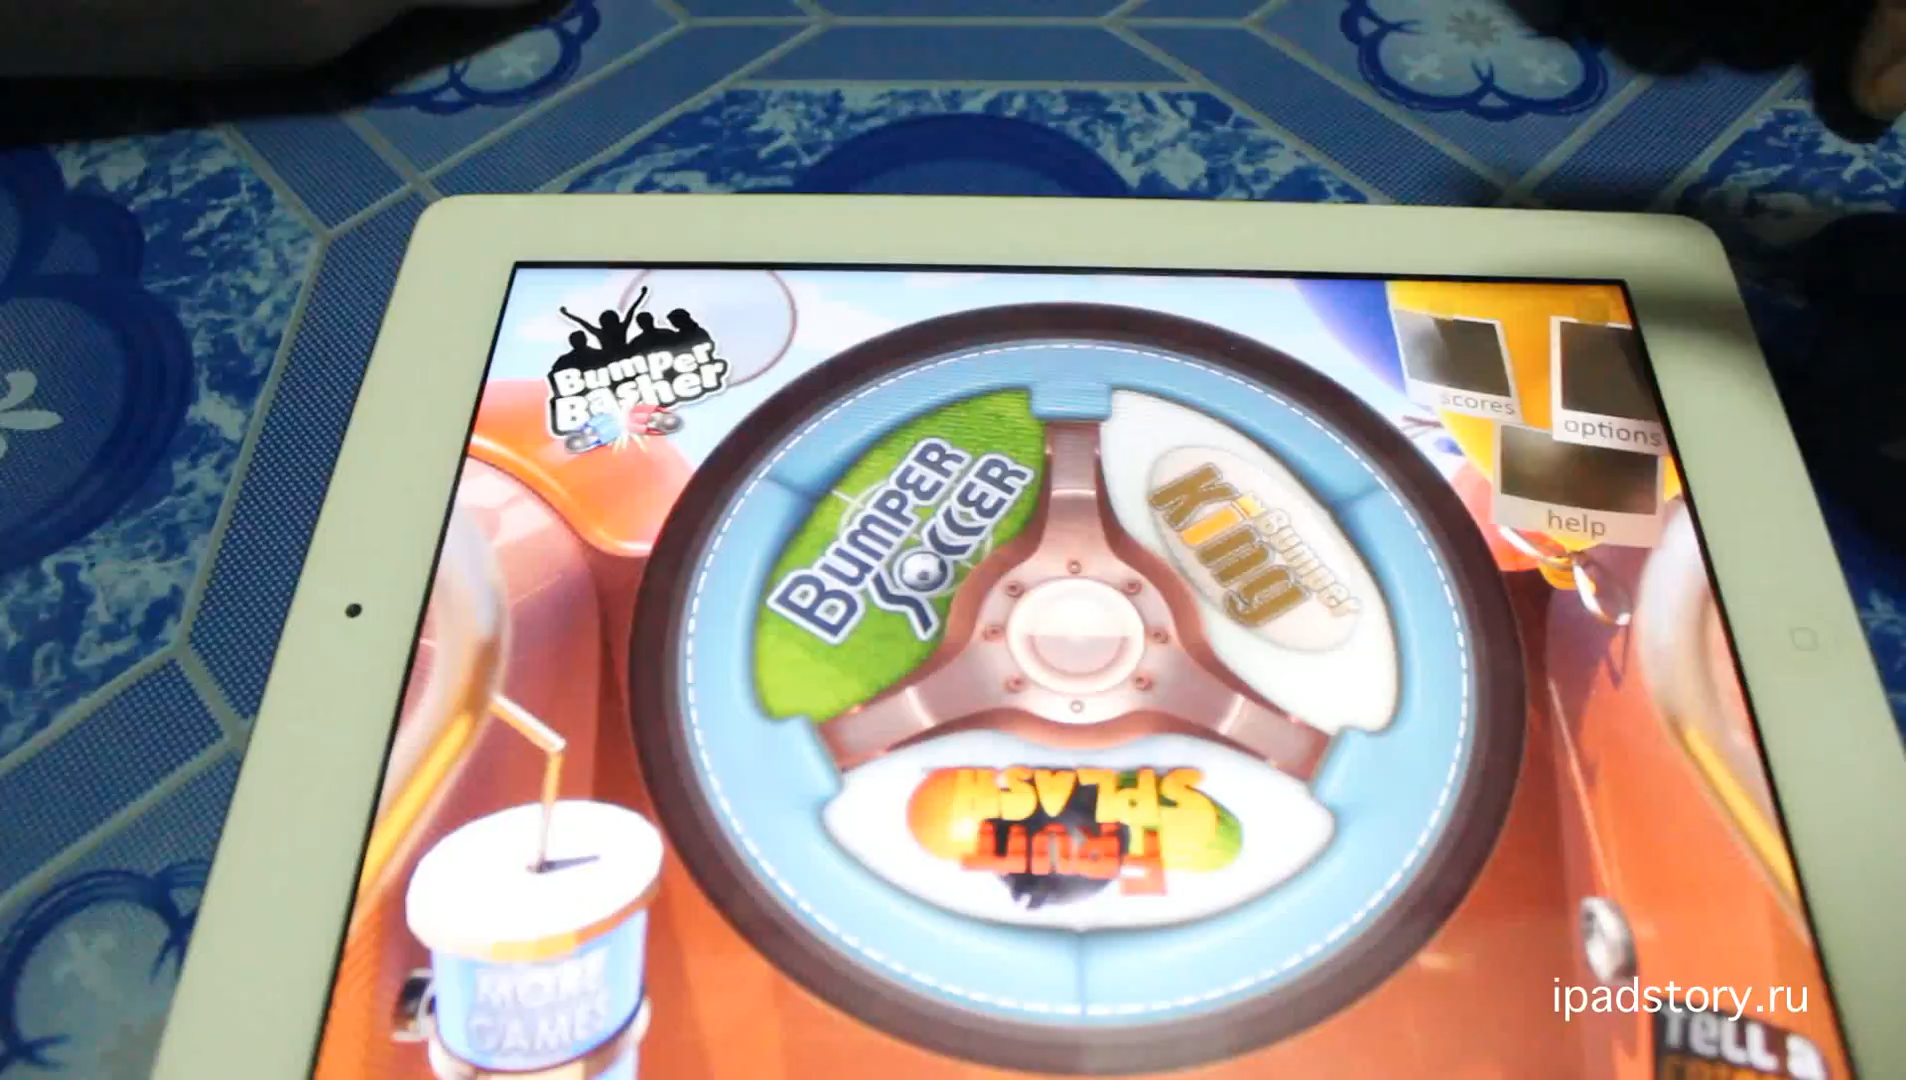 Bumper
Basher
scores
options
help
BUMPER
SOCCER
Bumper
King
FRUIT
SPLASH
MORE
GAMES
ipadstory.ru
TELL a